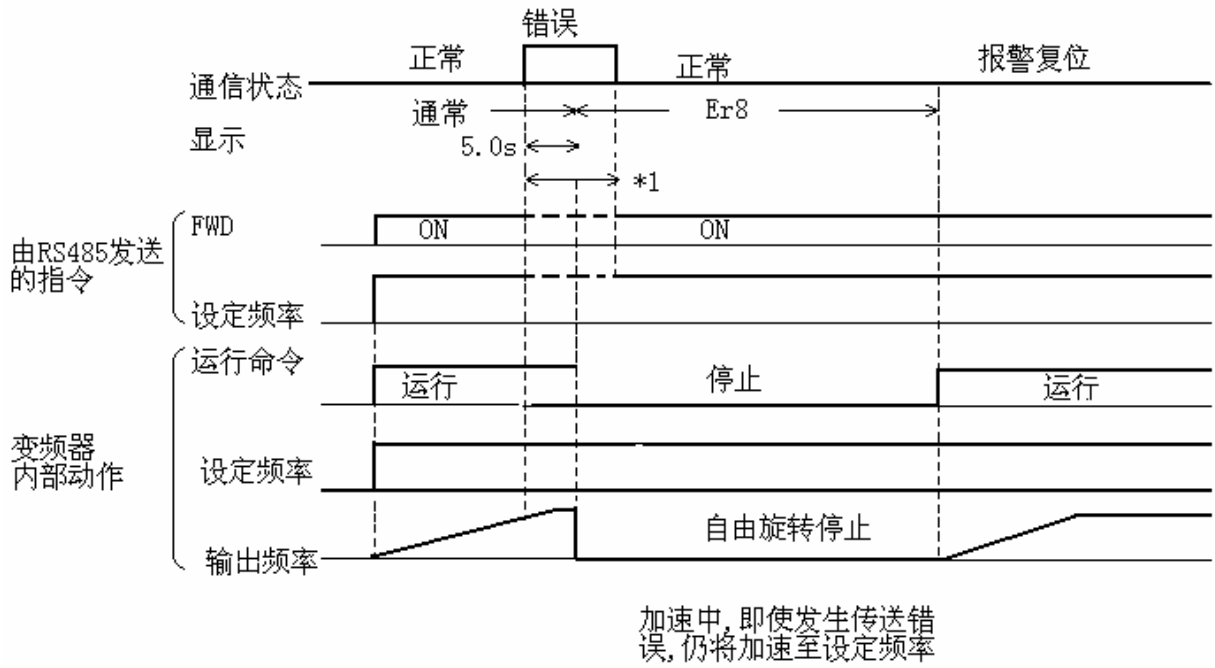 错误
正常
正常
报警复位
通信状态
通常
Er8
显示
5.0s
*1
FWD
ON
ON
由RS485发送
的指令
设定频率
运行命令
运行
停止
运行
变频器
内部动作
设定频率
自由旋转停止
输出频率
加速中,即使发生传送错
误,仍将加速至设定频率